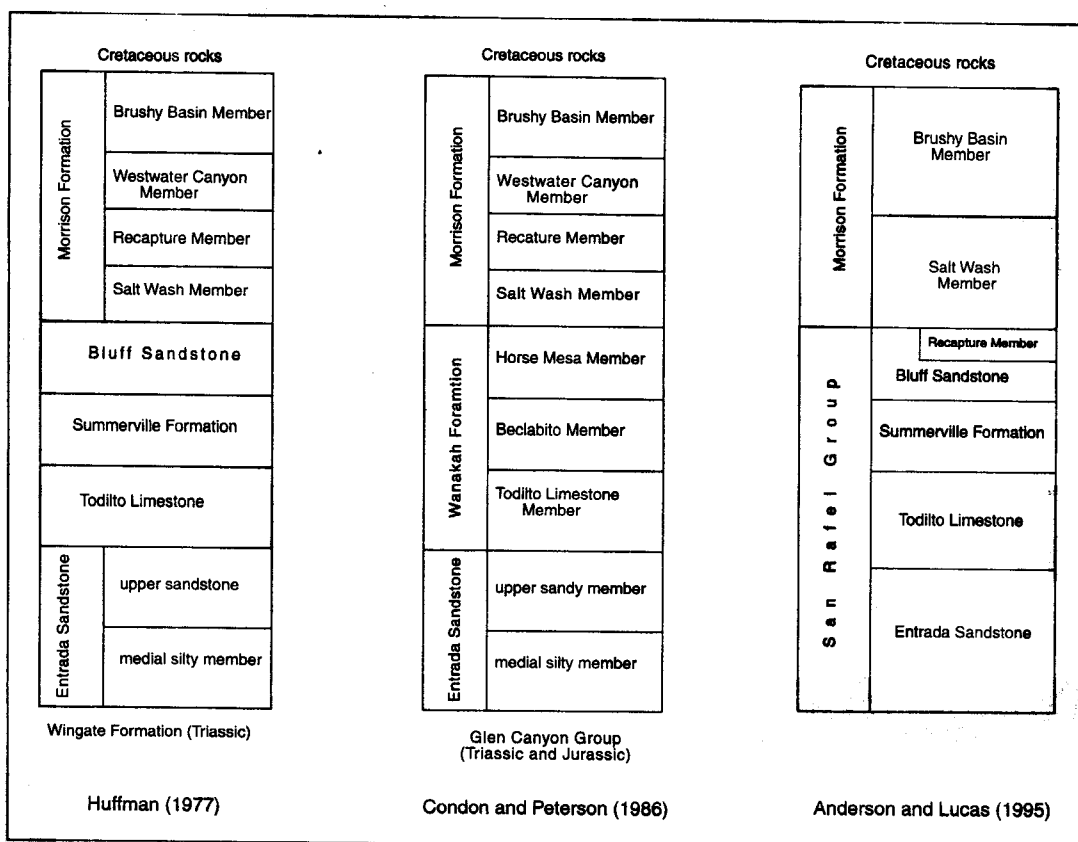 Cretaceous rocks
Morrison Formation
Brushy Basin Member
Westwater Canyon
Member
Recapture Member
Salt Wash Member
Bluff Sandstone
Summerville Formation
Todilto Limestone
Entrada Sandstone
upper sandstone
medial silty member
Wingate Formation (Triassic)
Huffman (1977)
Cretaceous rocks
Morrison Formation
Brushy Basin Member
Westwater Canyon
Member
Recature Member
Salt Wash Member
Wanakah Foramtion
Horse Mesa Member
Beclabito Member
Todilto Limestone
Member
Entrada Sandstone
upper sandy member
medial silty member
Glen Canyon Group
(Triassic and Jurassic)
Condon and Peterson (1986)
Cretaceous rocks
Morrison Formation
Brushy Basin
Member
Salt Wash
Member
San Rafel Group
Recapture Member
Bluff Sandstone
Summerville Formation
Todilto Limestone
Entrada Sandstone
Anderson and Lucas (1995)